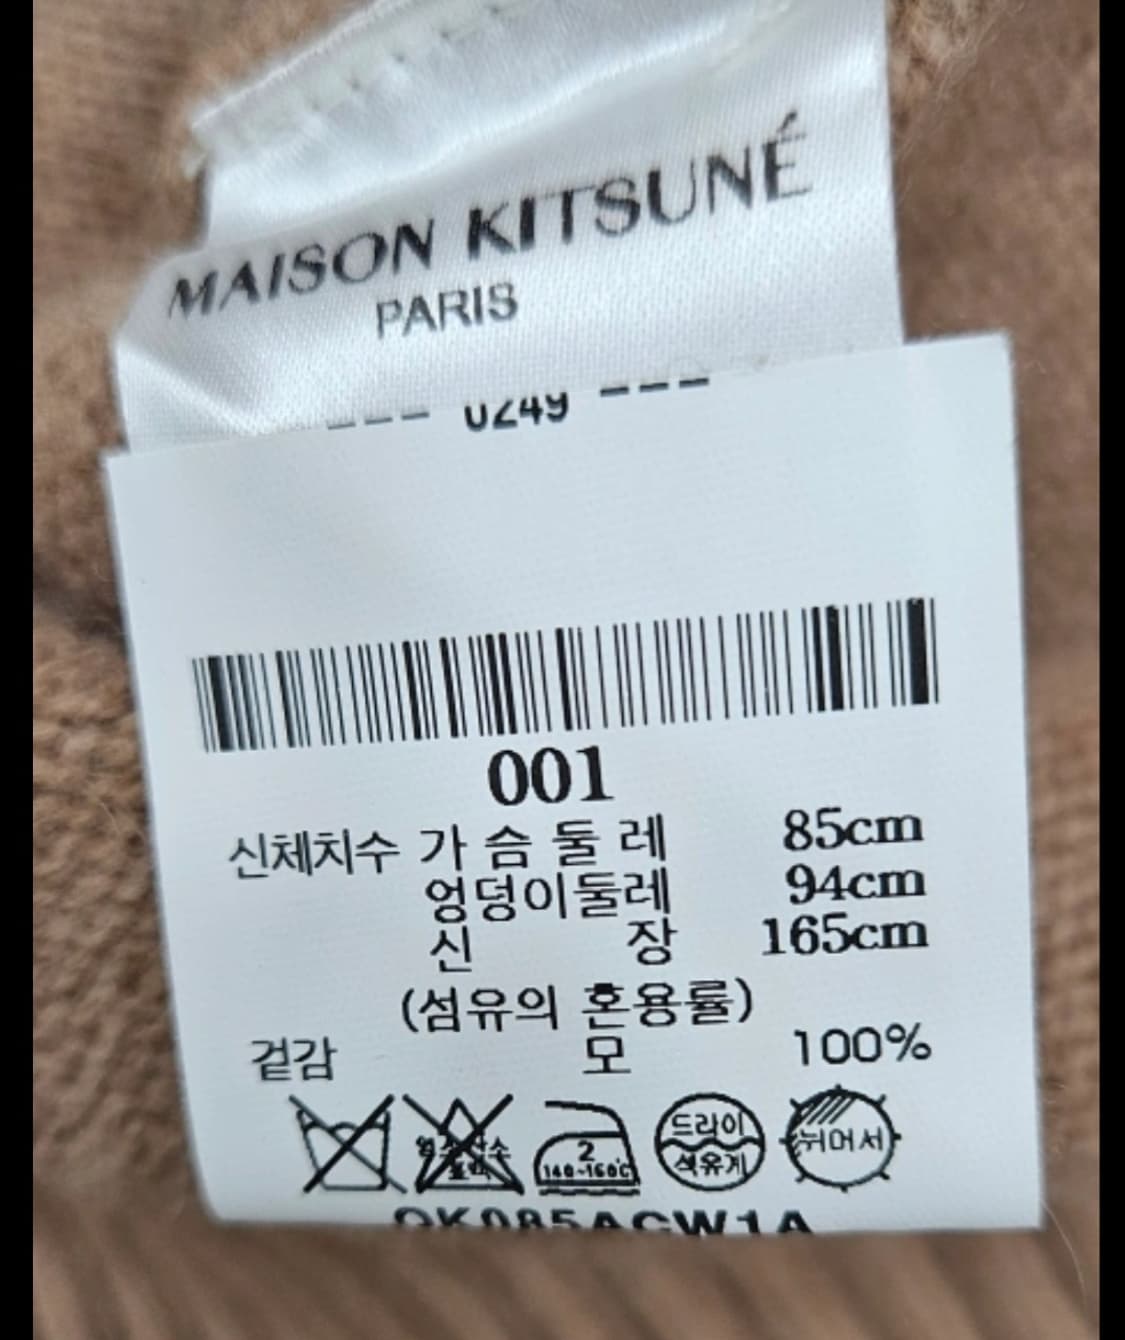 MAISON KITSUNÉ
PARIS
--- 0249 ---
001
신체치수 가슴둘레 85cm
엉덩이둘레 94cm
신장 165cm
(섬유의 혼용률)
겉감 모 100%
2
140~160℃
드라이
석유계
뉘어서